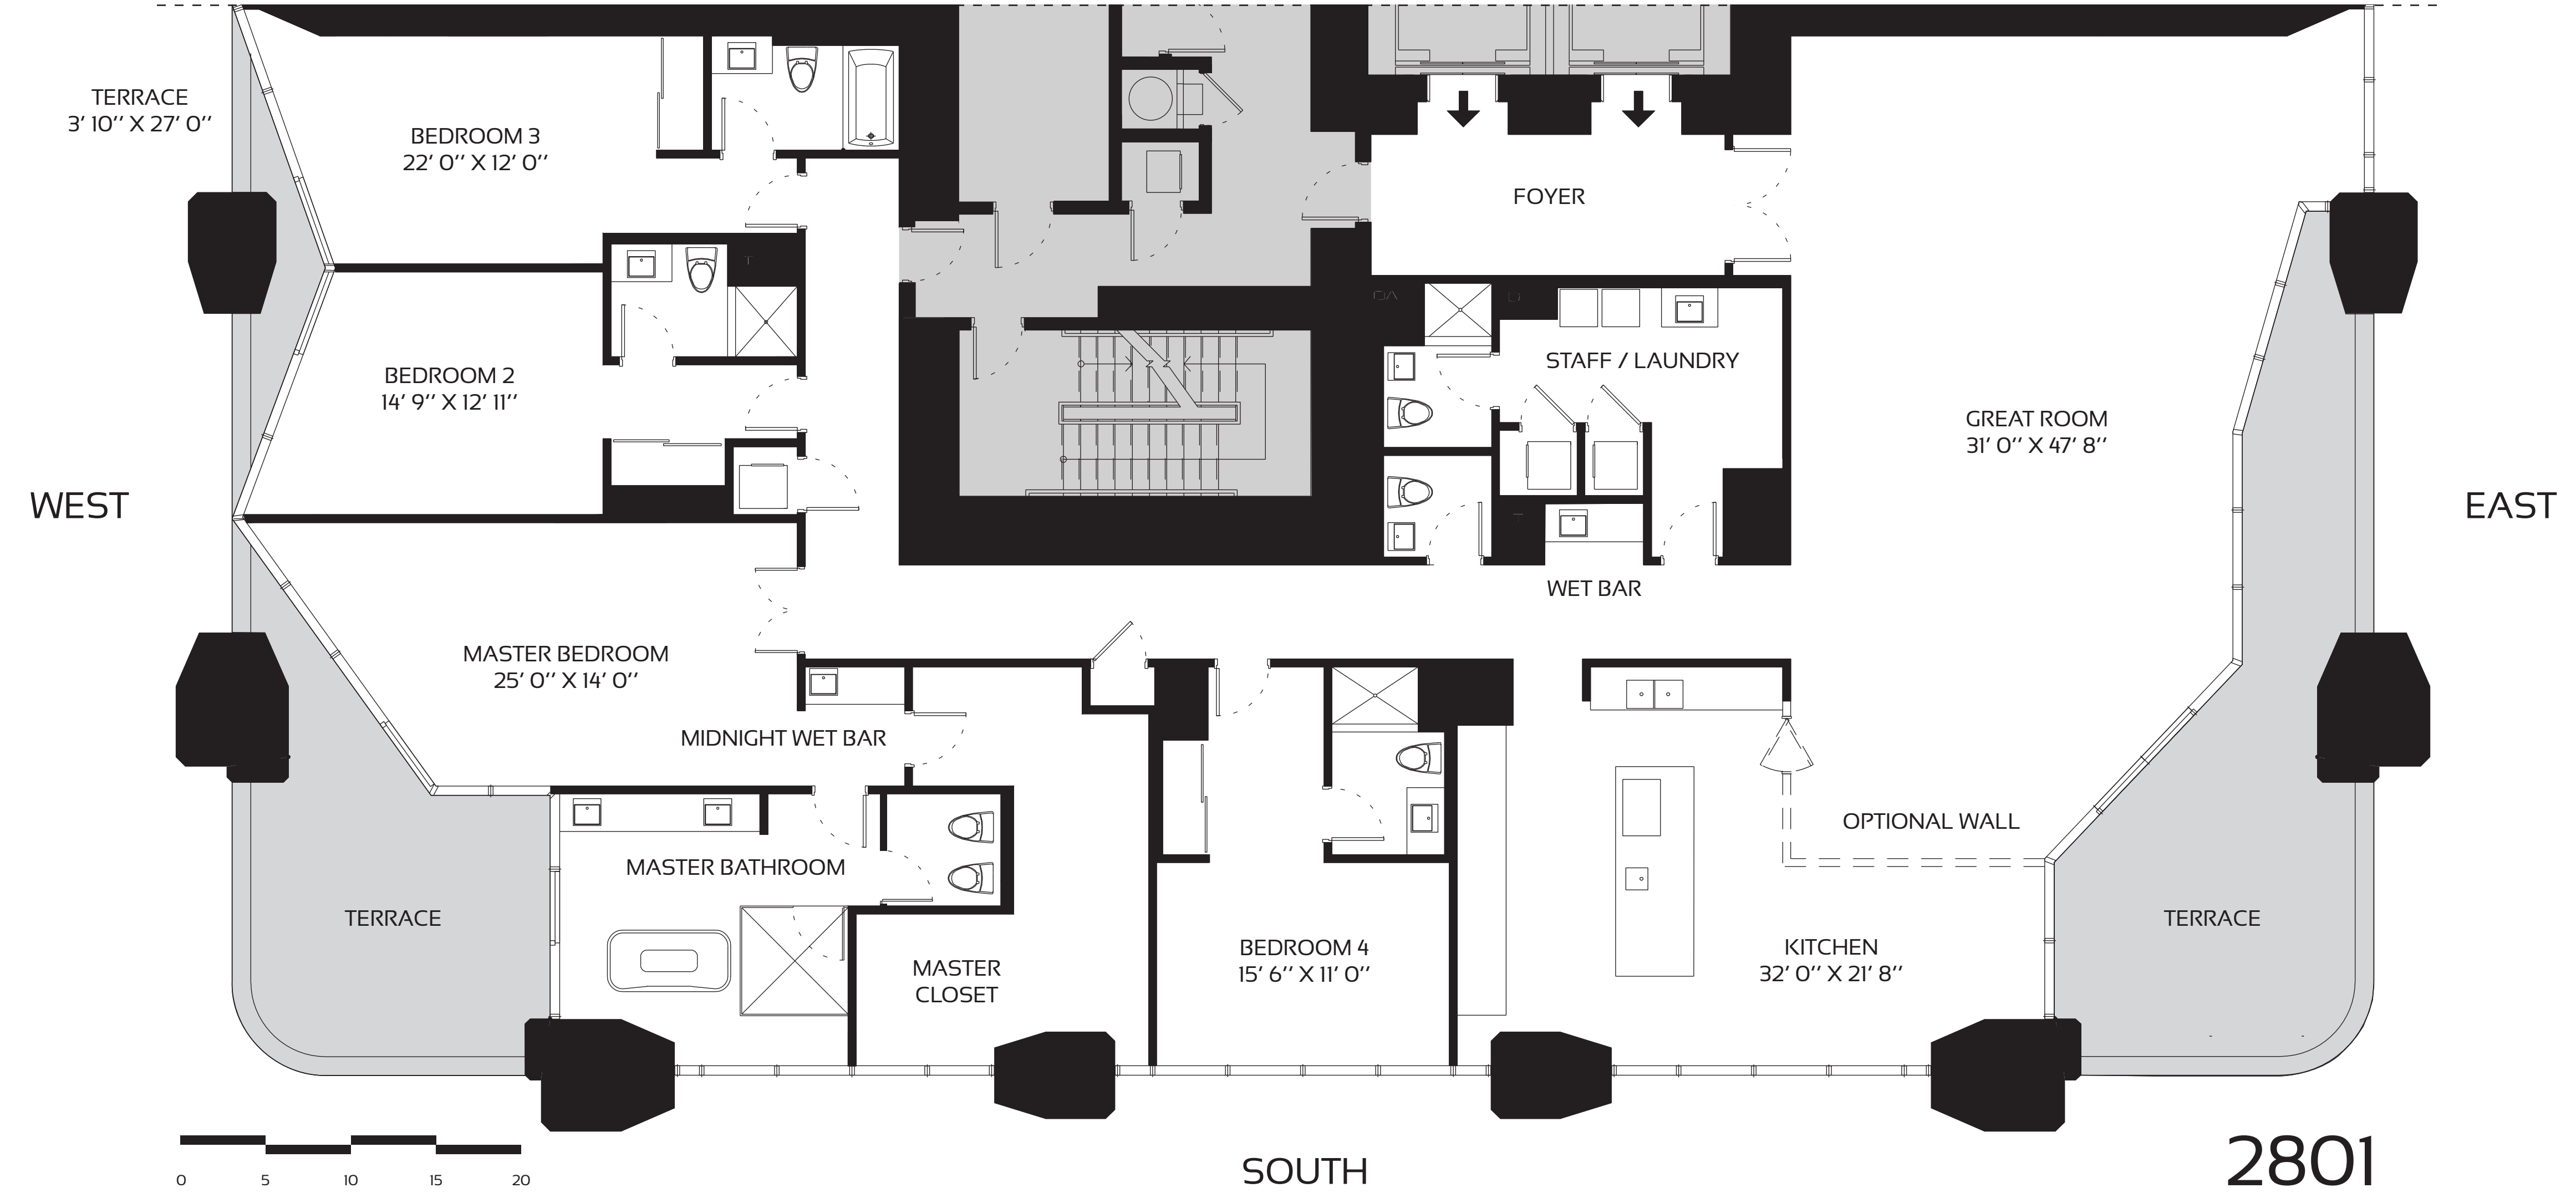 TERRACE
3' 10'' X 27' 0''
BEDROOM 3
22' 0'' X 12' 0''
FOYER
BEDROOM 2
14' 9'' X 12' 11''
STAFF / LAUNDRY
GREAT ROOM
31' 0'' X 47' 8''
WEST
EAST
WET BAR
MASTER BEDROOM
25' 0'' X 14' 0''
MIDNIGHT WET BAR
OPTIONAL WALL
MASTER BATHROOM
TERRACE
TERRACE
BEDROOM 4
15' 6'' X 11' 0''
KITCHEN
32' 0'' X 21' 8''
MASTER
CLOSET
0 5 10 15 20
SOUTH
2801